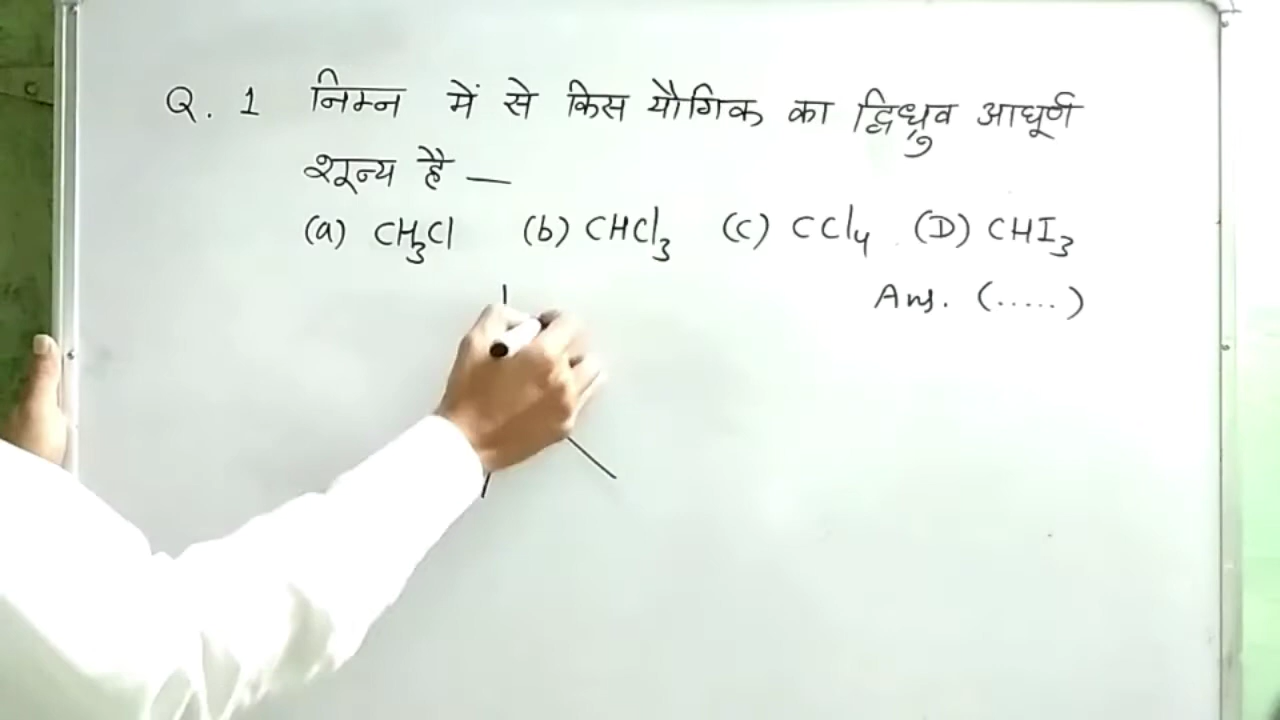 Q. 1 निम्न में से किस यौगिक का द्विध्रुव आघूर्ण
शून्य है —
(a) CH₃Cl (b) CHCl₃ (C) CCl₄ (D) CHI₃
Ans. (.....)